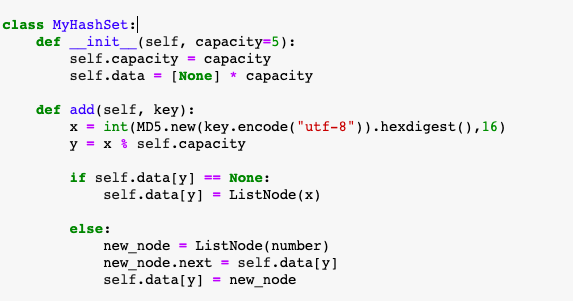 class MyHashSet:
    def __init__(self, capacity=5):
        self.capacity = capacity
        self.data = [None] * capacity

    def add(self, key):
        x = int(MD5.new(key.encode("utf-8")).hexdigest(),16)
        y = x % self.capacity

        if self.data[y] == None:
            self.data[y] = ListNode(x)

        else:
            new_node = ListNode(number)
            new_node.next = self.data[y]
            self.data[y] = new_node